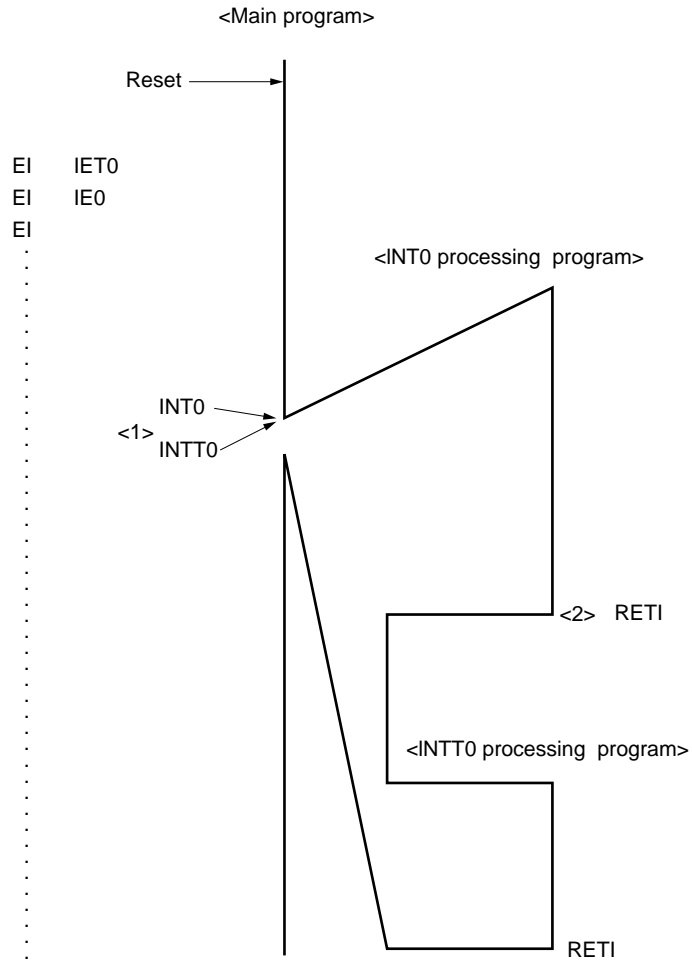 <Main program>
Reset
EI IET0
EI IE0
EI
<INT0 processing program>
INT0
<1>
INTT0
<2> RETI
<INTT0 processing program>
RETI